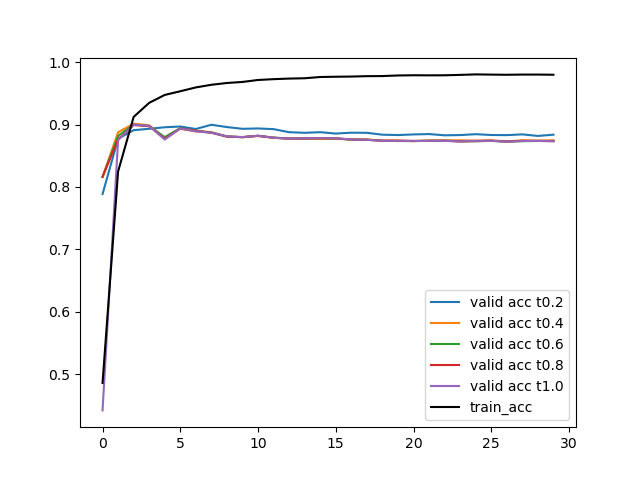 1.0
0.9
0.8
0.7
0.6
0.5
0 5 10 15 20 25 30
valid acc t0.2
valid acc t0.4
valid acc t0.6
valid acc t0.8
valid acc t1.0
train_acc